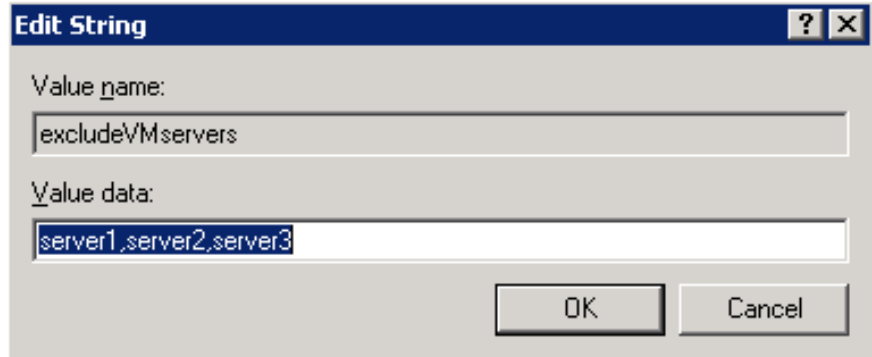 Edit String
Value name:
excludeVMservers
Value data:
server1,server2,server3
OK
Cancel